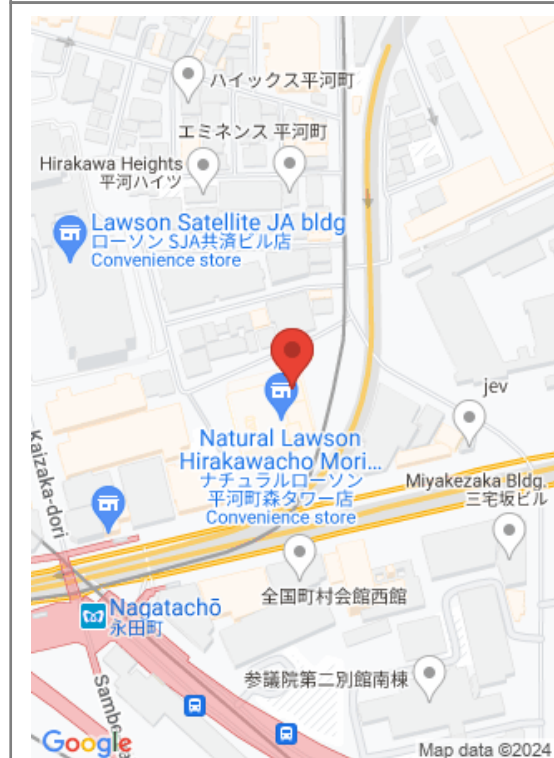 ハイックス平河町
エミネンス 平河町
Hirakawa Heights
平河ハイツ
Lawson Satellite JA bldg
ローソン SJA共済ビル店
Convenience store
jev
Kaizaka-dori
Natural Lawson
Hirakawacho Mori...
ナチュラルローソン
平河町森タワー店
Convenience store
Miyakezaka Bldg.
三宅坂ビル
全国町村会館西館
Nagatachō
永田町
参議院第二別館南棟
Google
Map data ©2024